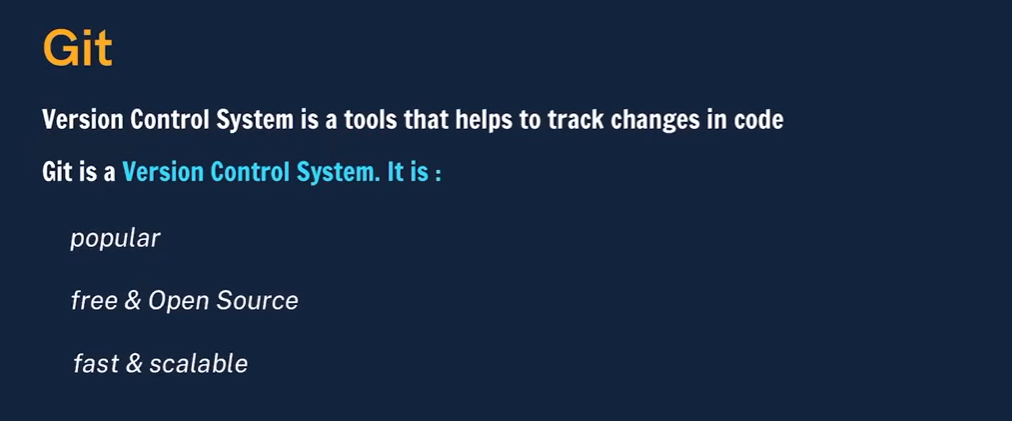 Git
Version Control System is a tools that helps to track changes in code
Git is a Version Control System. It is :
popular
free & Open Source
fast & scalable